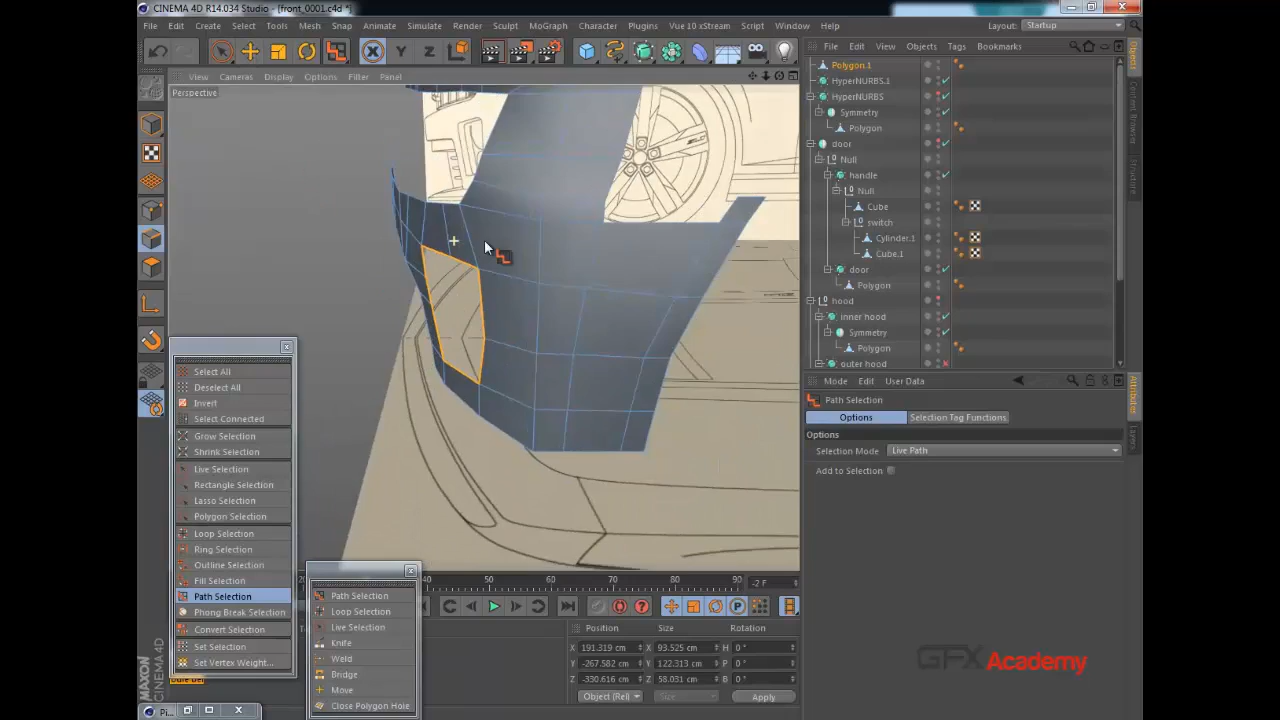 CINEMA 4D R14.034 Studio - [front_0001.c4d *]
File Edit Create Select Tools Mesh Snap Animate Simulate Render Sculpt MoGraph Character Plugins Vue 10 xStream Script Window Help
Layout: Startup
View Cameras Display Options Filter Panel
Perspective
File Edit View Objects Tags Bookmarks
Polygon.1
HyperNURBS.1
HyperNURBS
Symmetry
Polygon
door
Null
handle
Null
Cube
switch
Cylinder.1
Cube.1
door
Polygon
hood
inner hood
Symmetry
Polygon
outer hood
Objects
Content Browser
Structure
Mode Edit User Data
Path Selection
Options Selection Tag Functions
Options
Selection Mode Live Path
Add to Selection
Attributes
Layers
Select All
Deselect All
Invert
Select Connected
Grow Selection
Shrink Selection
Live Selection
Rectangle Selection
Lasso Selection
Polygon Selection
Loop Selection
Ring Selection
Outline Selection
Fill Selection
Path Selection
Phong Break Selection
Convert Selection
Set Selection
Set Vertex Weight...
Path Selection
Loop Selection
Live Selection
Knife
Weld
Bridge
Move
Close Polygon Hole
40 50 60 70 80 90 -2 F
Position Size Rotation
X 191.319 cm X 93.525 cm H 0 °
Y -267.582 cm Y 122.313 cm P 0 °
Z -330.616 cm Z 58.031 cm B 0 °
Object (Rel) Size Apply
GFXAcademy
MAXON
CINEMA 4D